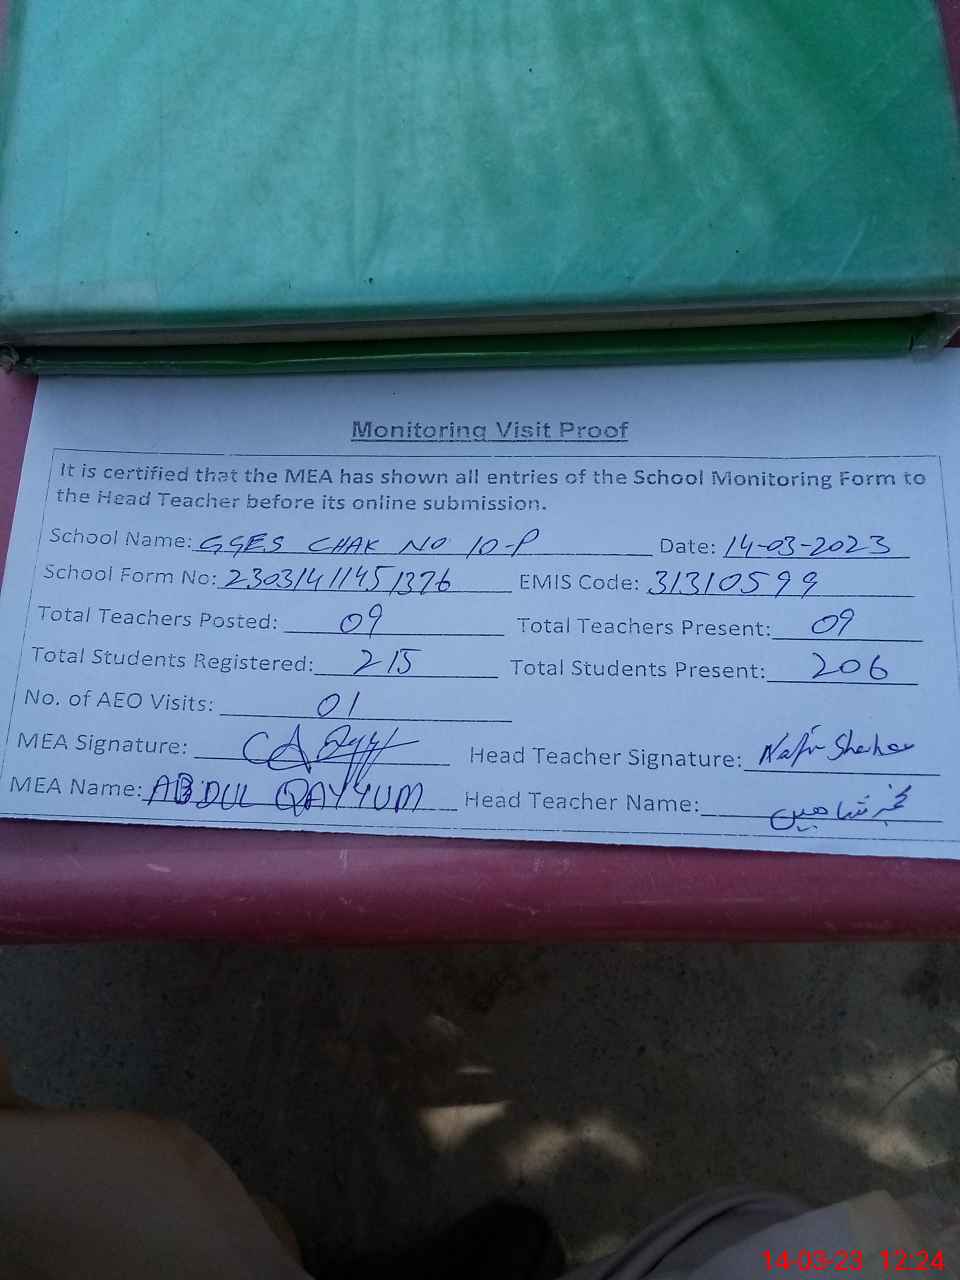 Monitoring Visit Proof
It is certified that the MEA has shown all entries of the School Monitoring Form to
the Head Teacher before its online submission.
School Name: GGES CHAK NO 10-P Date: 14-03-2023
School Form No: 23031411451376 EMIS Code: 31310599
Total Teachers Posted: 09 Total Teachers Present: 09
Total Students Registered: 215 Total Students Present: 206
No. of AEO Visits: 01
MEA Signature: Head Teacher Signature:
MEA Name: ABDUL QAYYUM Head Teacher Name: شاهین
14-03-23 12:24